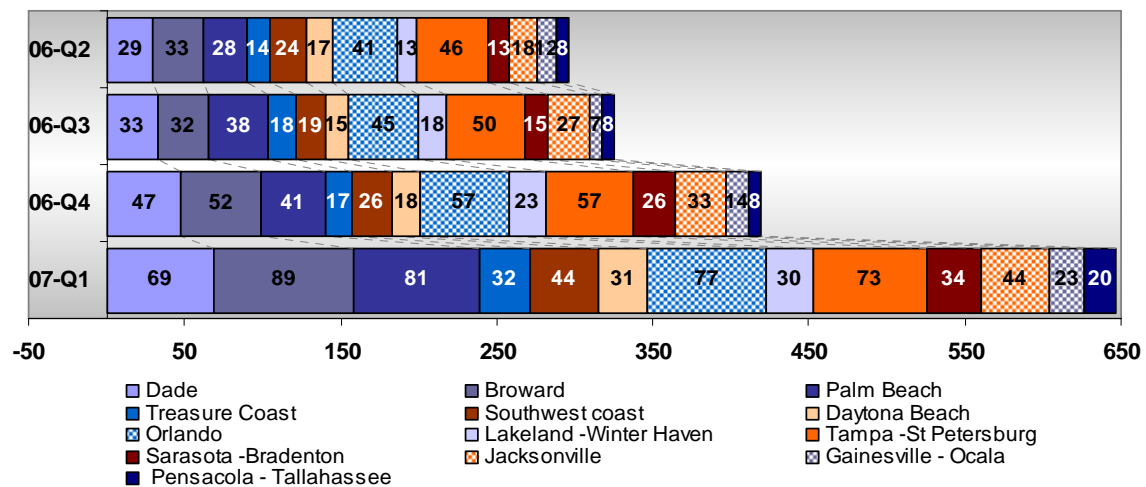 06-Q2 29 33 28 14 24 17 41 13 46 13 18 12 8
06-Q3 33 32 38 18 19 15 45 18 50 15 27 7 8
06-Q4 47 52 41 17 26 18 57 23 57 26 33 14 8
07-Q1 69 89 81 32 44 31 77 30 73 34 44 23 20
-50 50 150 250 350 450 550 650
Dade Broward Palm Beach
Treasure Coast Southwest coast Daytona Beach
Orlando Lakeland -Winter Haven Tampa -St Petersburg
Sarasota -Bradenton Jacksonville Gainesville - Ocala
Pensacola - Tallahassee